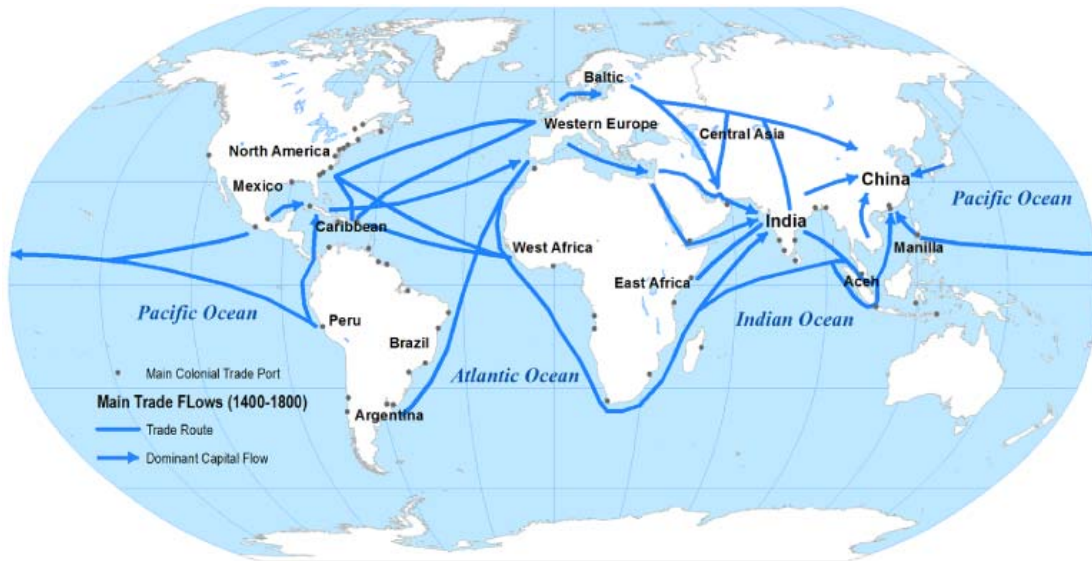 Baltic
Western Europe
Central Asia
North America
Mexico
China
Pacific Ocean
India
Caribbean
West Africa
Manilla
East Africa
Aceh
Pacific Ocean
Peru
Indian Ocean
Brazil
Main Colonial Trade Port
Atlantic Ocean
Main Trade FLows (1400-1800)
Argentina
Trade Route
Dominant Capital Flow